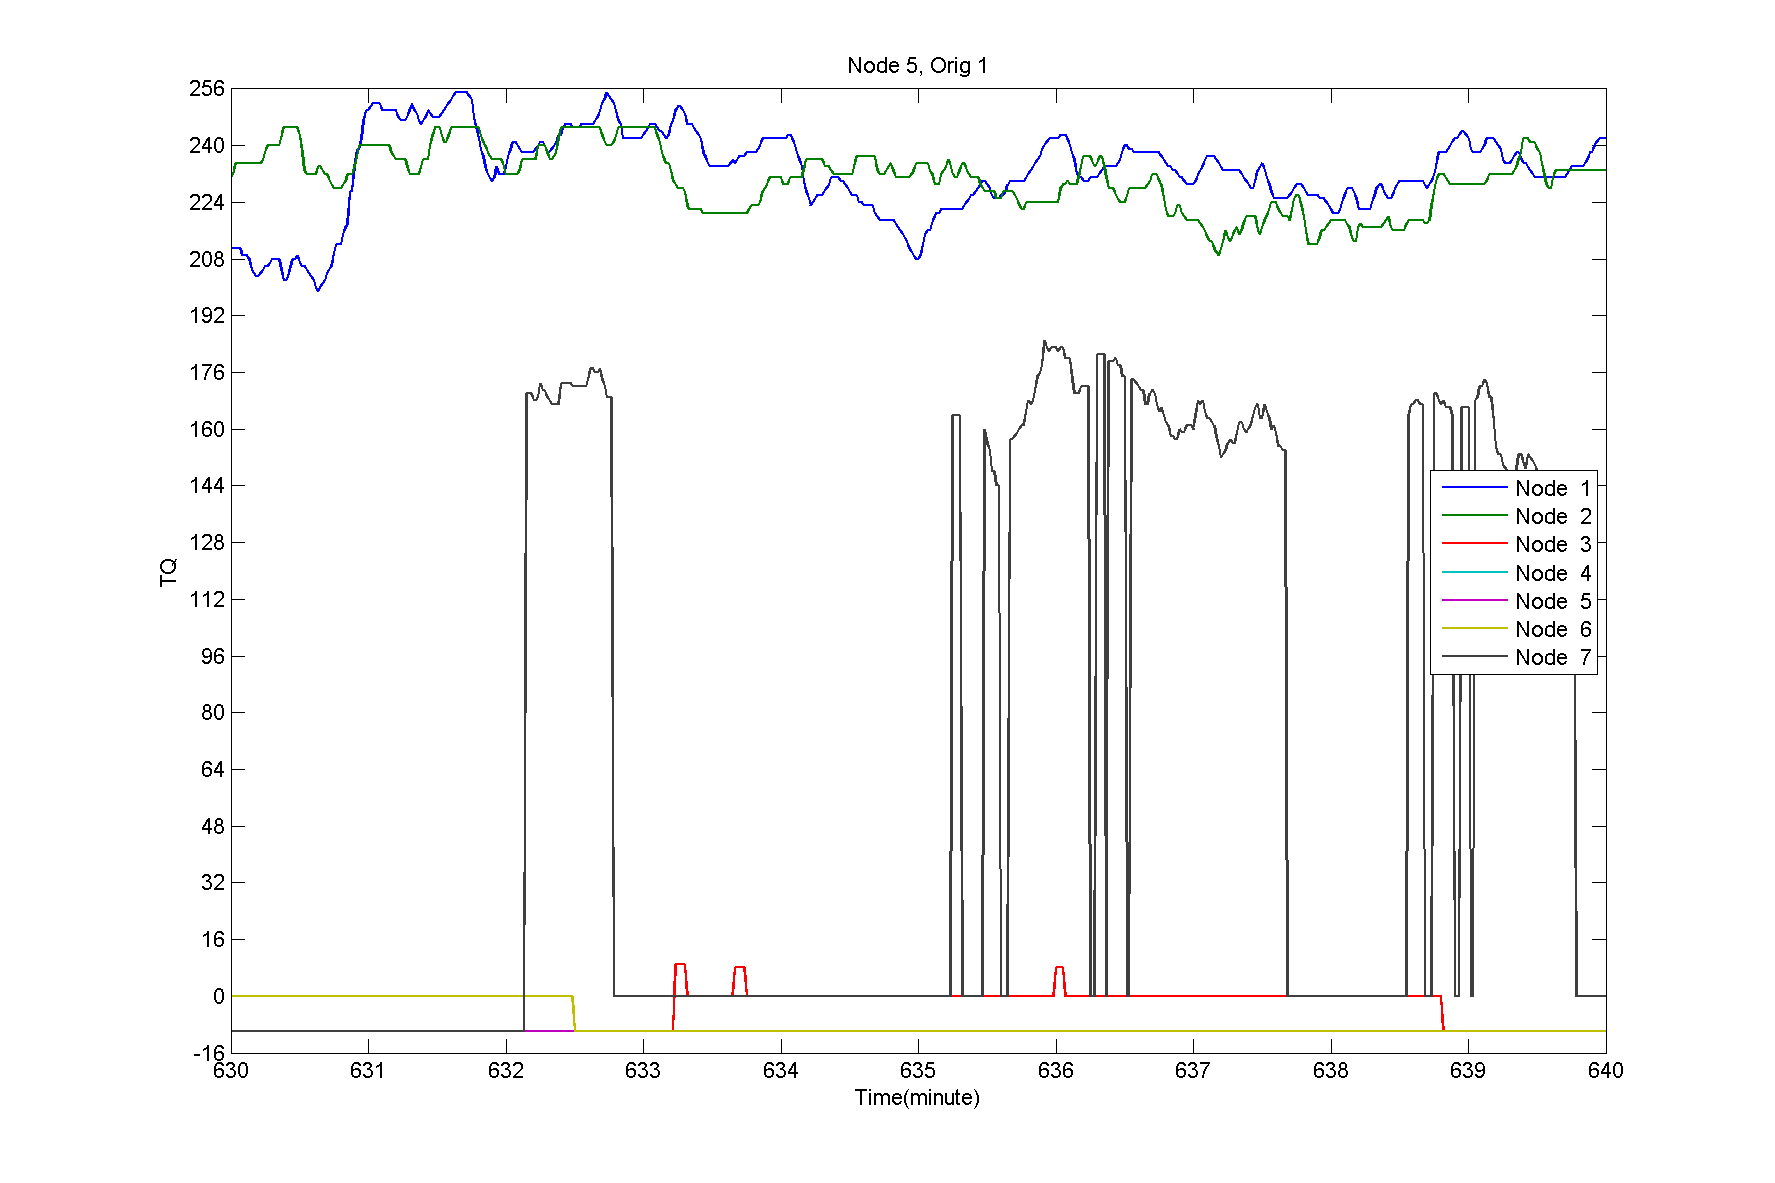 Node 5, Orig 1
256
240
224
208
192
176
160
144
128
112
96
80
64
48
32
16
0
-16
TQ
Node 1
Node 2
Node 3
Node 4
Node 5
Node 6
Node 7
630 631 632 633 634 635 636 637 638 639 640
Time(minute)